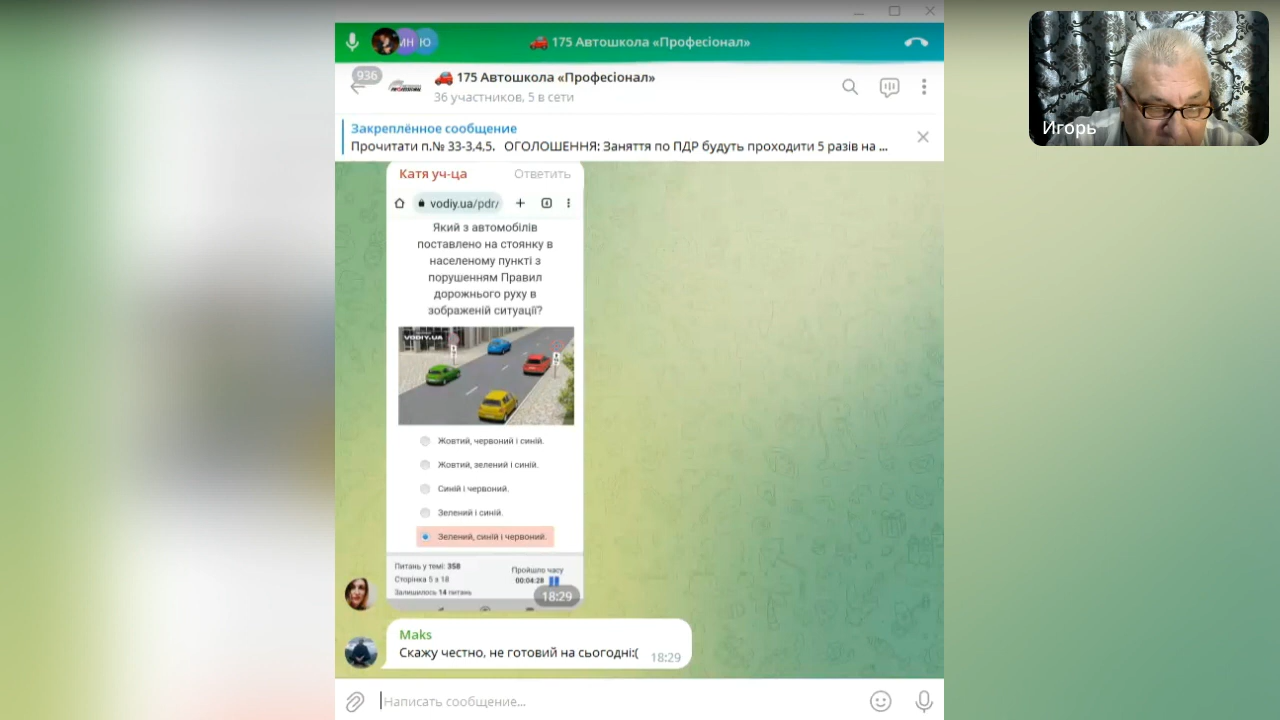 МН Ю
175 Автошкола «Професіонал»
936
175 Автошкола «Професіонал»
36 участников, 5 в сети
Закреплённое сообщение
Прочитати п.№ 33-3,4,5. ОГОЛОШЕННЯ: Заняття по ПДР будуть проходити 5 разів на ...
Игорь
Катя уч-ца
Ответить
vodiy.ua/pdr/
Який з автомобілів
поставлено на стоянку в
населеному пункті з
порушенням Правил
дорожнього руху в
зображеній ситуації?
VODIY.UA
Жовтий, червоний і синій.
Жовтий, зелений і синій.
Синій і червоний.
Зелений і синій.
Зелений, синій і червоний.
Питань у темі: 358
Сторінка 5 з 18
Залишилось 14 питань
Пройшло часу
00:04:28
18:29
Maks
Скажу честно, не готовий на сьогодні:(
18:29
Написать сообщение...